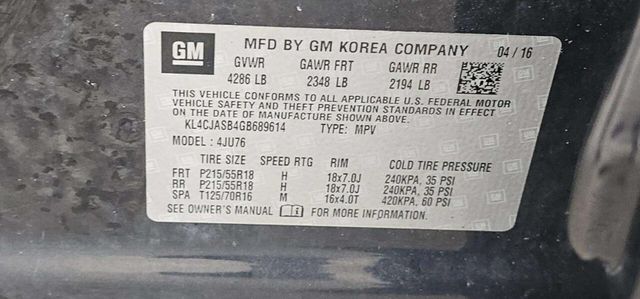 GM MFD BY GM KOREA COMPANY 04 / 16
GVWR GAWR FRT GAWR RR
4286 LB 2348 LB 2194 LB
THIS VEHICLE CONFORMS TO ALL APPLICABLE U.S. FEDERAL MOTOR
VEHICLE SAFETY AND THEFT PREVENTION STANDARDS IN EFFECT
ON THE DATE OF MANUFACTURE SHOWN ABOVE.
KL4CJASB4GB689614 TYPE: MPV
MODEL : 4JU76
TIRE SIZE SPEED RTG RIM COLD TIRE PRESSURE
FRT P215/55R18 H 18x7.0J 240KPA, 35 PSI
RR P215/55R18 H 18x7.0J 240KPA, 35 PSI
SPA T125/70R16 M 16x4.0T 420KPA, 60 PSI
SEE OWNER'S MANUAL FOR MORE INFORMATION.